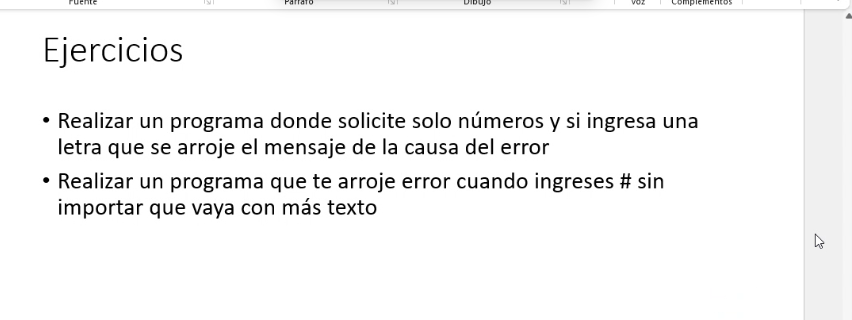 Fuente Párrafo Dibujo Voz Complementos
Ejercicios
• Realizar un programa donde solicite solo números y si ingresa una
letra que se arroje el mensaje de la causa del error
• Realizar un programa que te arroje error cuando ingreses # sin
importar que vaya con más texto